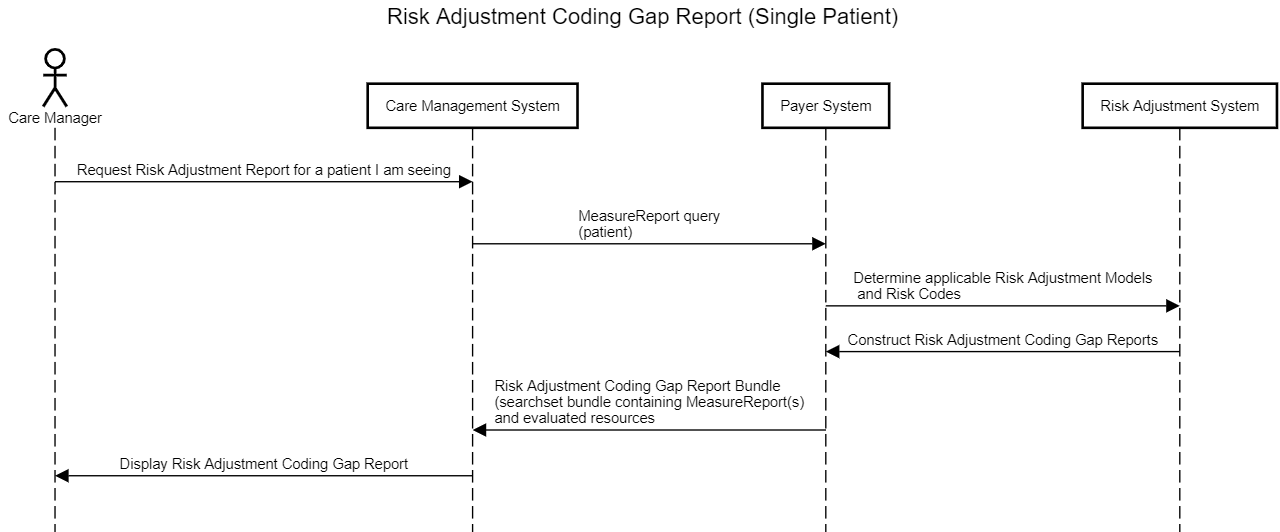 Risk Adjustment Coding Gap Report (Single Patient)
Care Manager
Care Management System
Payer System
Risk Adjustment System
Request Risk Adjustment Report for a patient I am seeing
MeasureReport query
(patient)
Determine applicable Risk Adjustment Models
and Risk Codes
Construct Risk Adjustment Coding Gap Reports
Risk Adjustment Coding Gap Report Bundle
(searchset bundle containing MeasureReport(s)
and evaluated resources
Display Risk Adjustment Coding Gap Report